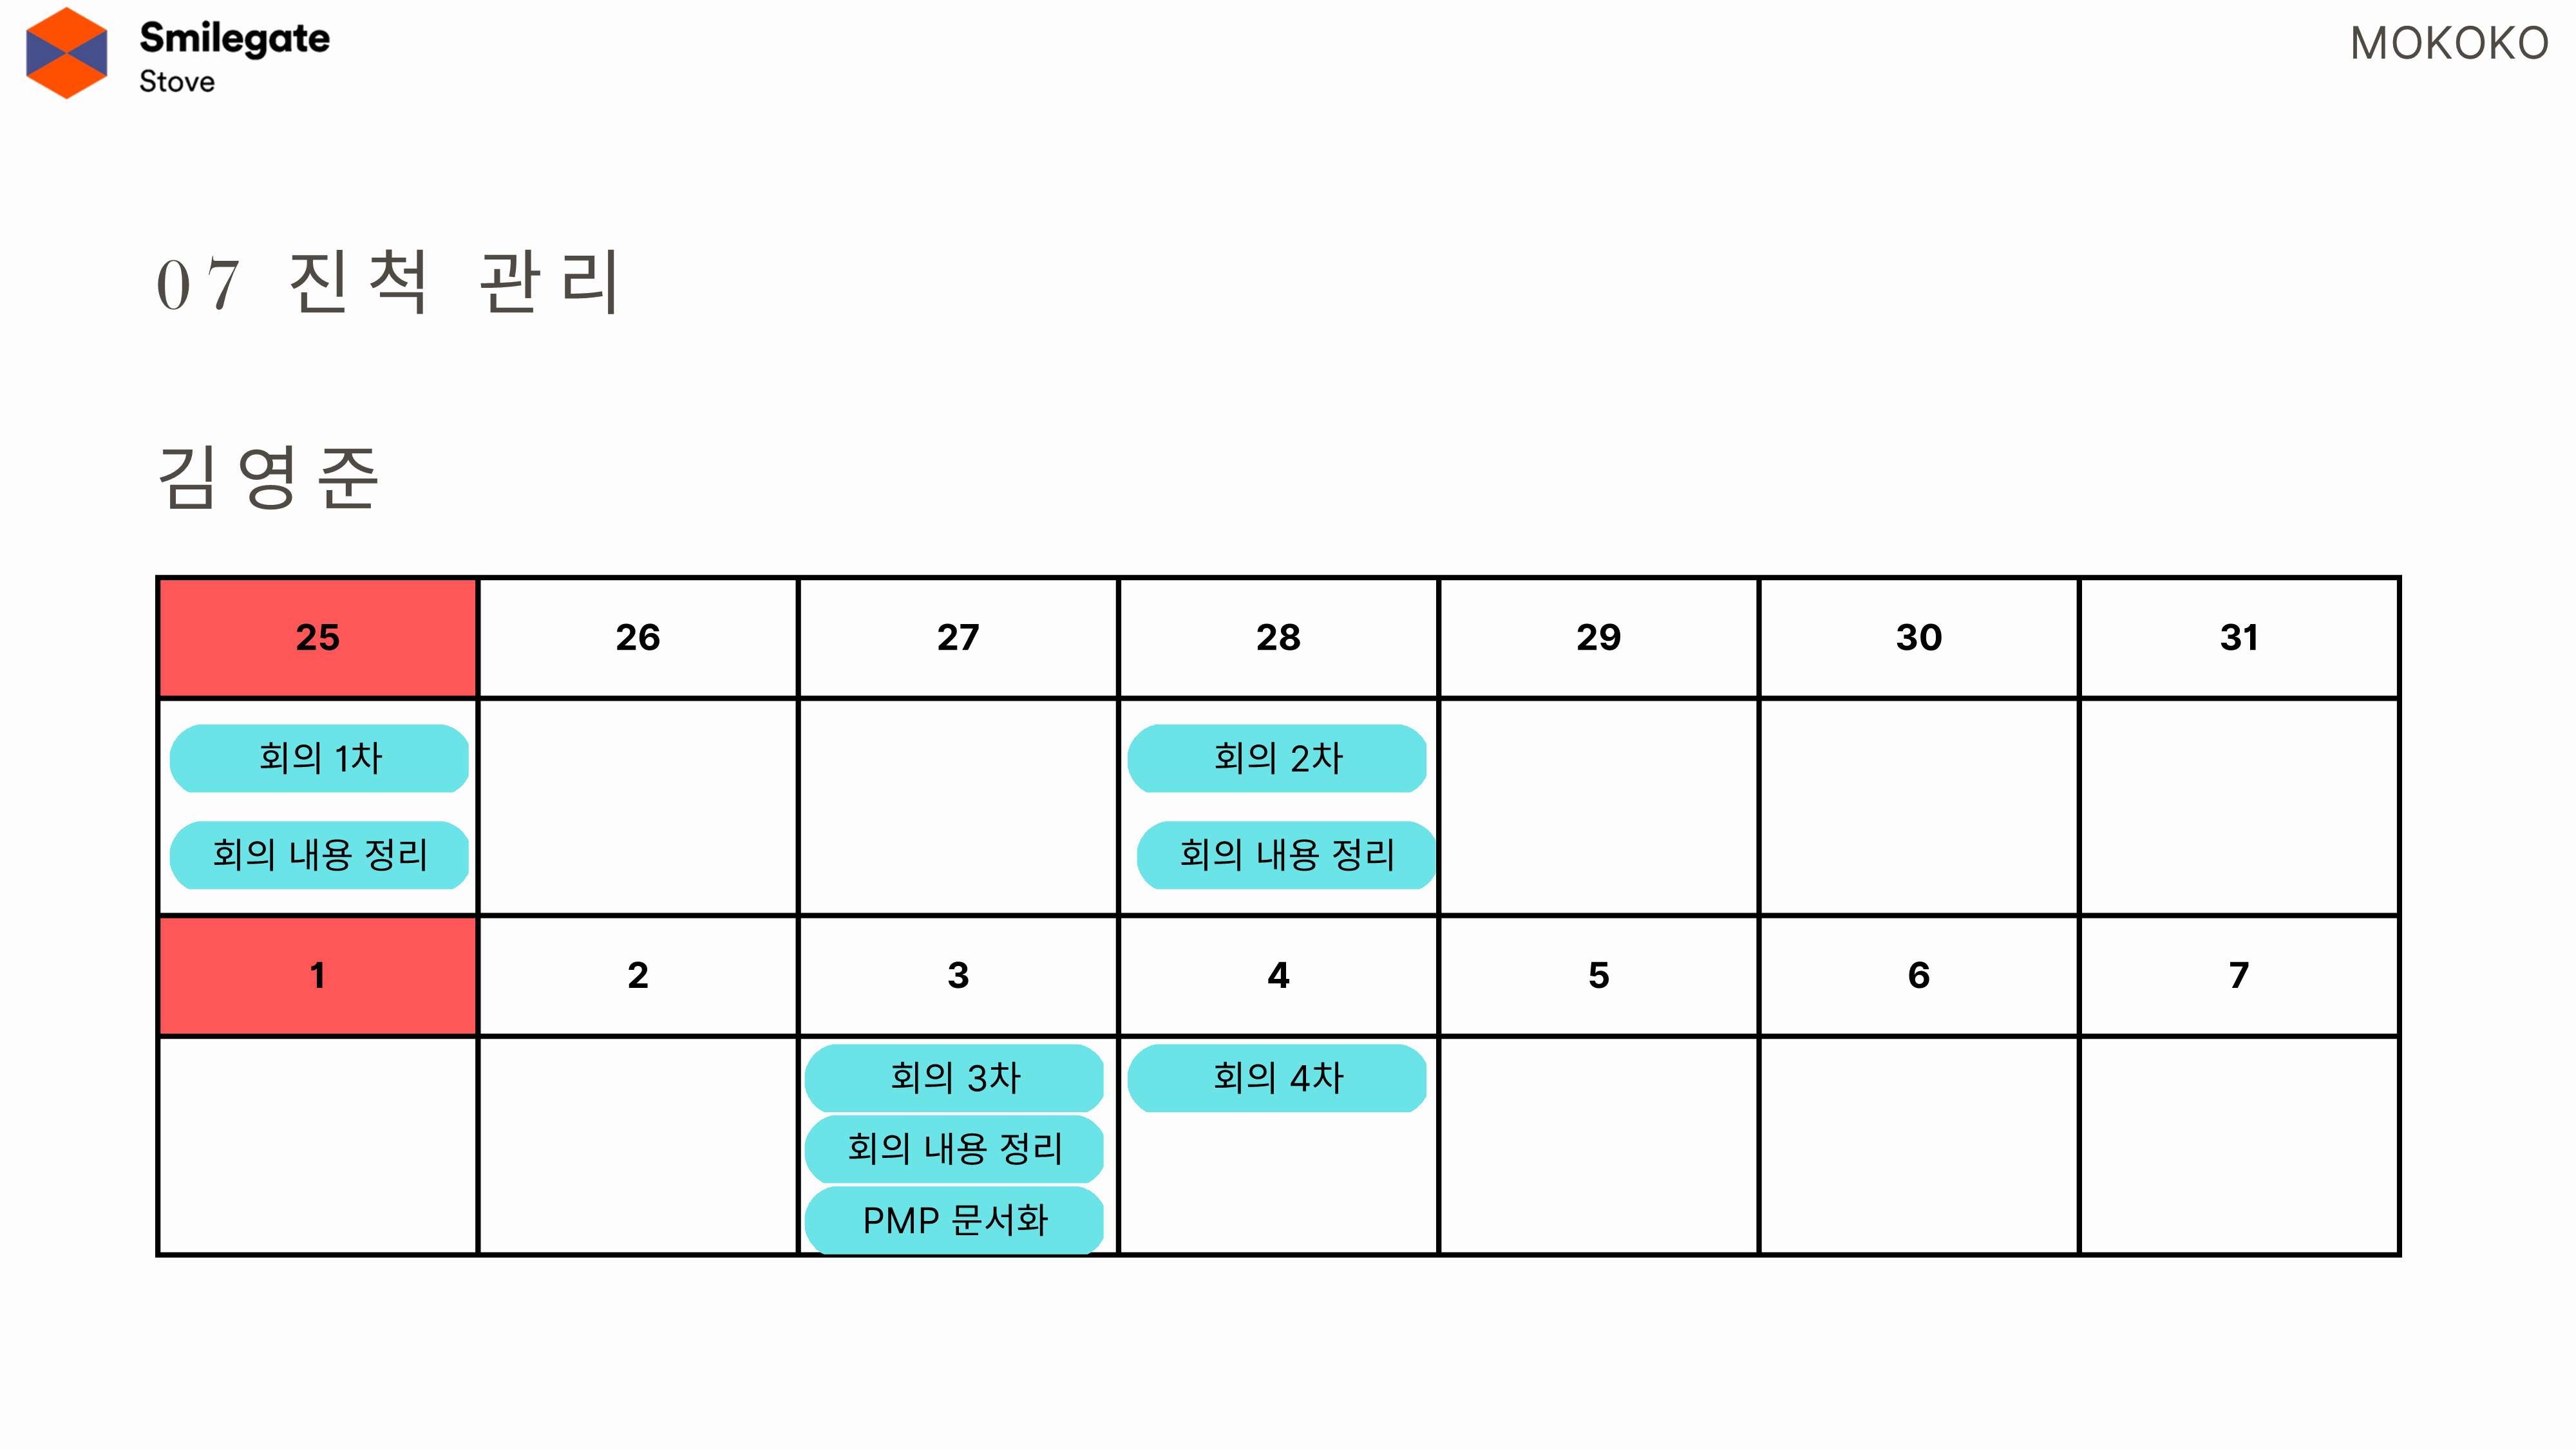 Smilegate
Stove
MOKOKO
07 진척 관리
김영준
25 26 27 28 29 30 31
회의 1차 회의 2차
회의 내용 정리 회의 내용 정리
1 2 3 4 5 6 7
회의 3차 회의 4차
회의 내용 정리
PMP 문서화